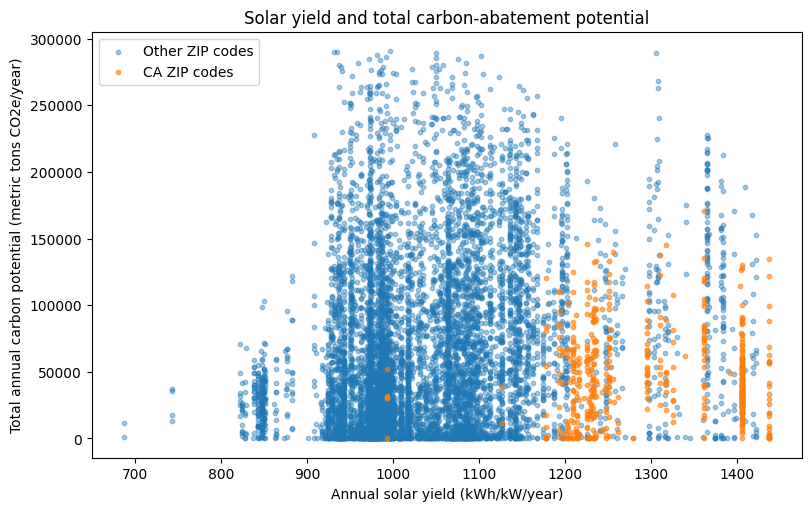 Solar yield and total carbon-abatement potential
Other ZIP codes
CA ZIP codes
Total annual carbon potential (metric tons CO2e/year)
300000
250000
200000
150000
100000
50000
0
700 800 900 1000 1100 1200 1300 1400
Annual solar yield (kWh/kW/year)